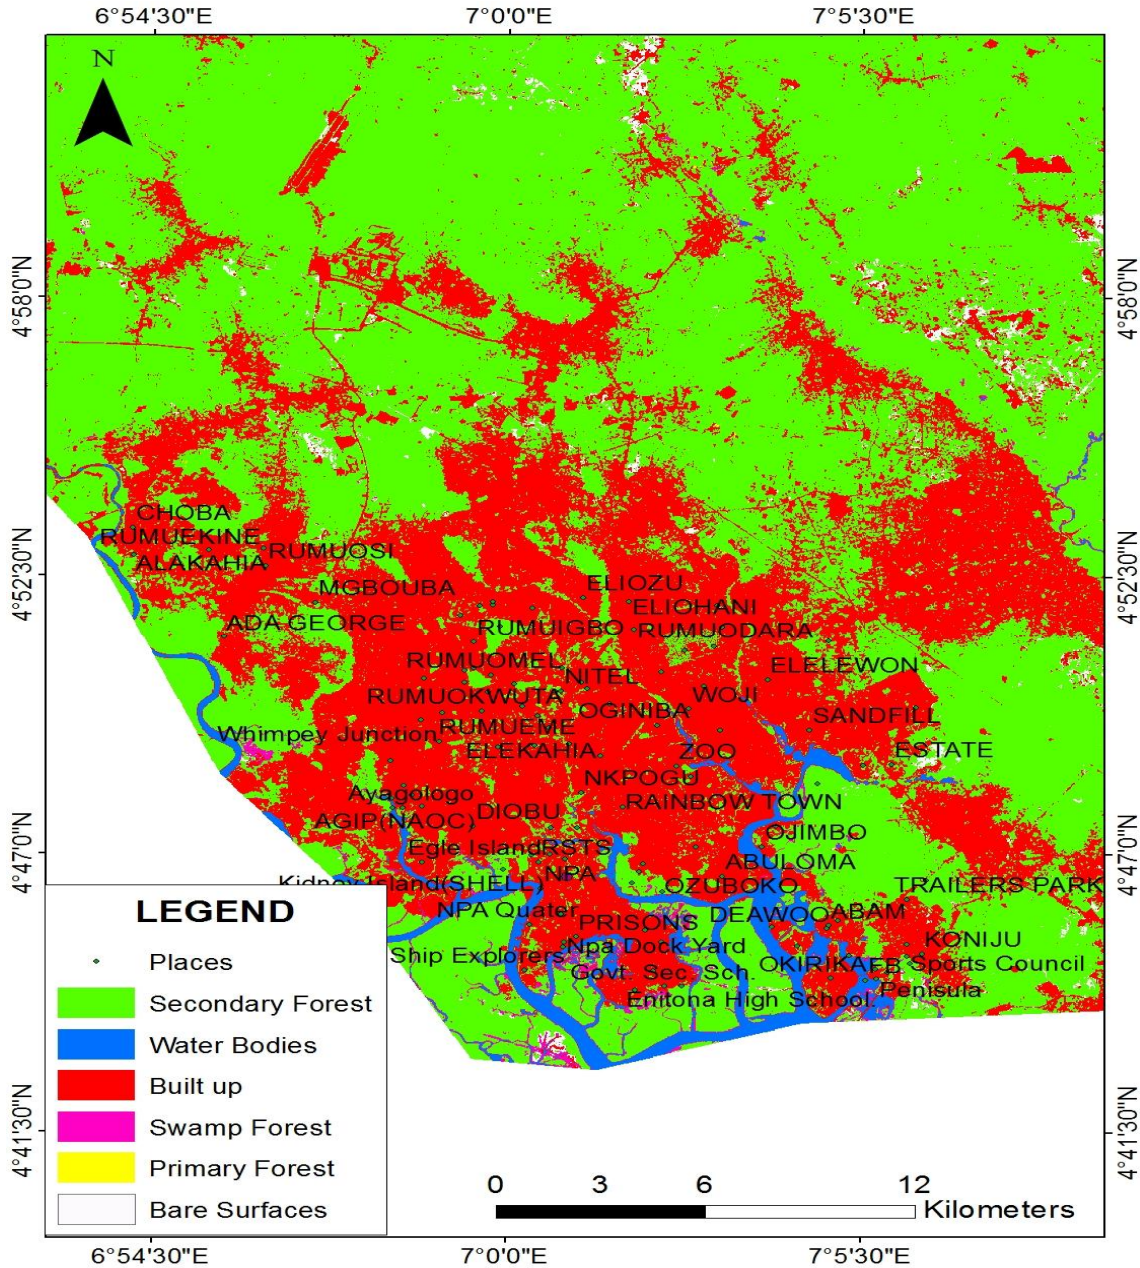 6°54'30"E 7°0'0"E 7°5'30"E
N
4°58'0"N 4°58'0"N
CHOBA
RUMUEKINE
RUMUOSI
ALAKAHIA
4°52'30"N 4°52'30"N
MGBOUBA
ELIOZU
ELIOHANI
ADA GEORGE
RUMUIGBO
RUMUODARA
RUMUOMEL
ELELEWON
NITEL
RUMUOKWUTA
WOJI
OGINIBA
SANDFILL
Whimpey Junction
RUMUEME
ELEKAHIA
ZOO
ESTATE
NKPOGU
Ayagologo
RAINBOW TOWN
DIOBU
AGIP(NAOC)
OJIMBO
Egle Island
RSTS
4°47'0"N 4°47'0"N
ABULOMA
NPA
Kidney Island(SHELL)
OZUBOKO
TRAILERS PARK
NPA Quater
PRISONS
DEAWOO
ABAM
KONIJU
Npa Dock Yard
Ship Explorers
OKIRIKA
FB
Sports Council
Govt. Sec. Sch.
Penisula
Enitona High School.
LEGEND
Places
Secondary Forest
Water Bodies
Built up
Swamp Forest
Primary Forest
Bare Surfaces
4°41'30"N 4°41'30"N
0 3 6 12
Kilometers
6°54'30"E 7°0'0"E 7°5'30"E